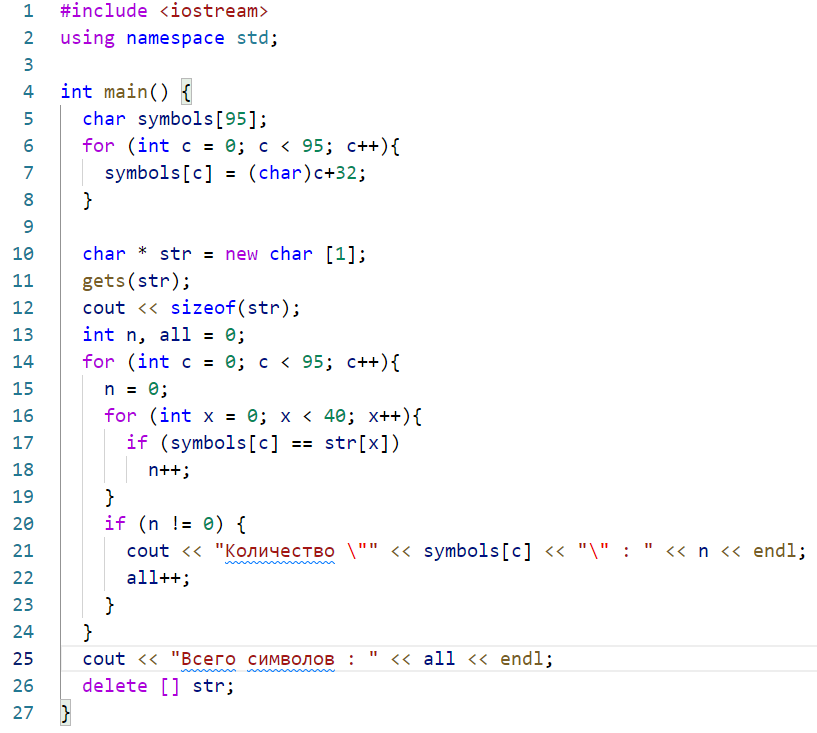 1 #include <iostream>
2 using namespace std;
3
4 int main() {
5 char symbols[95];
6 for (int c = 0; c < 95; c++){
7 symbols[c] = (char)c+32;
8 }
9
10 char * str = new char [1];
11 gets(str);
12 cout << sizeof(str);
13 int n, all = 0;
14 for (int c = 0; c < 95; c++){
15 n = 0;
16 for (int x = 0; x < 40; x++){
17 if (symbols[c] == str[x])
18 n++;
19 }
20 if (n != 0) {
21 cout << "Количество \"" << symbols[c] << "\" : " << n << endl;
22 all++;
23 }
24 }
25 cout << "Всего символов : " << all << endl;
26 delete [] str;
27 }